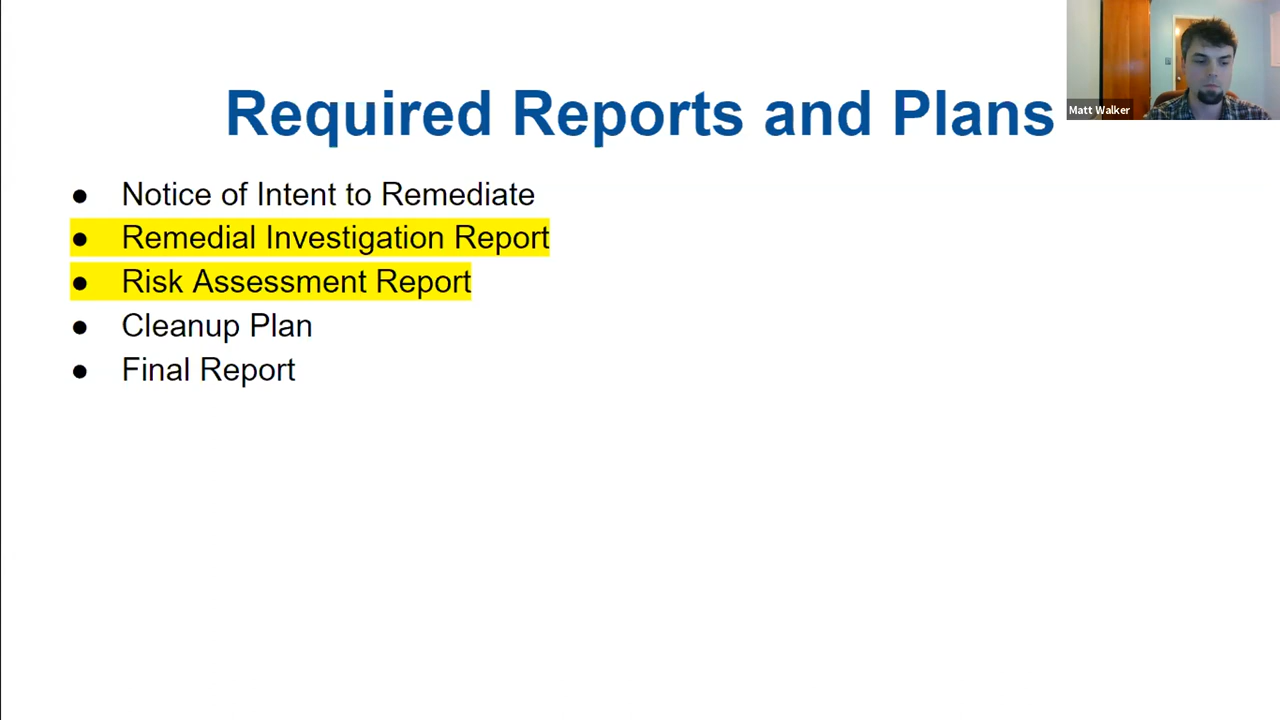 Required Reports and Plans
Matt Walker
● Notice of Intent to Remediate
● Remedial Investigation Report
● Risk Assessment Report
● Cleanup Plan
● Final Report